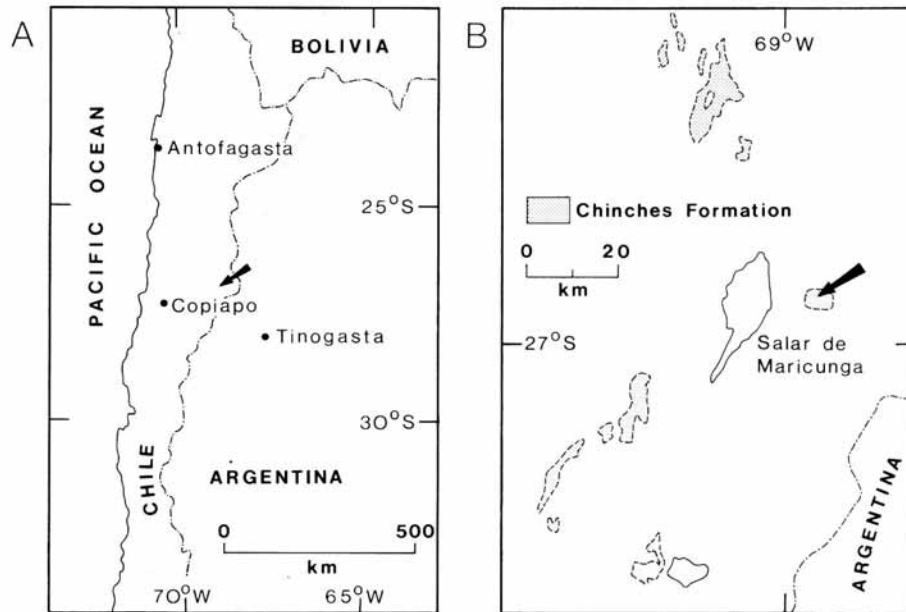 A
BOLIVIA
PACIFIC OCEAN
Antofagasta
25°S
Copiapo
Tinogasta
30°S
CHILE
ARGENTINA
0 500
km
70°W 65°W
B
69°W
Chinches Formation
0 20
km
27°S
Salar de
Maricunga
ARGENTINA